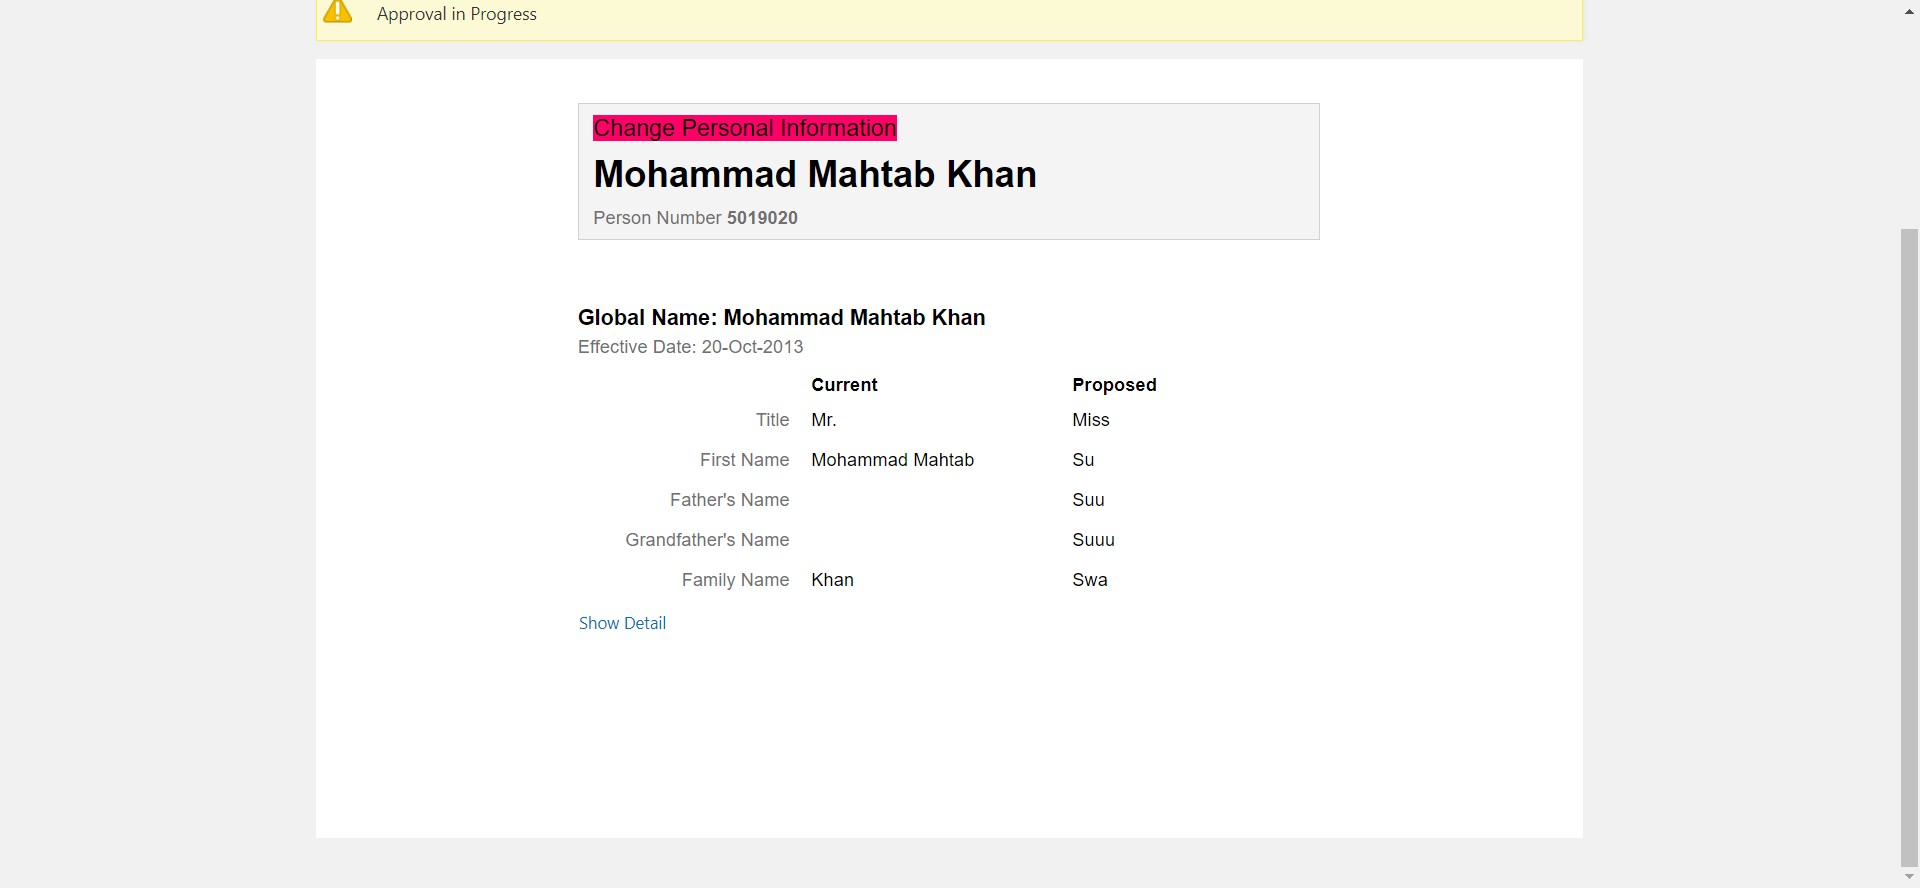 Approval in Progress
Change Personal Information
Mohammad Mahtab Khan
Person Number 5019020
Global Name: Mohammad Mahtab Khan
Effective Date: 20-Oct-2013
Current Proposed
Title Mr. Miss
First Name Mohammad Mahtab Su
Father's Name Suu
Grandfather's Name Suuu
Family Name Khan Swa
Show Detail